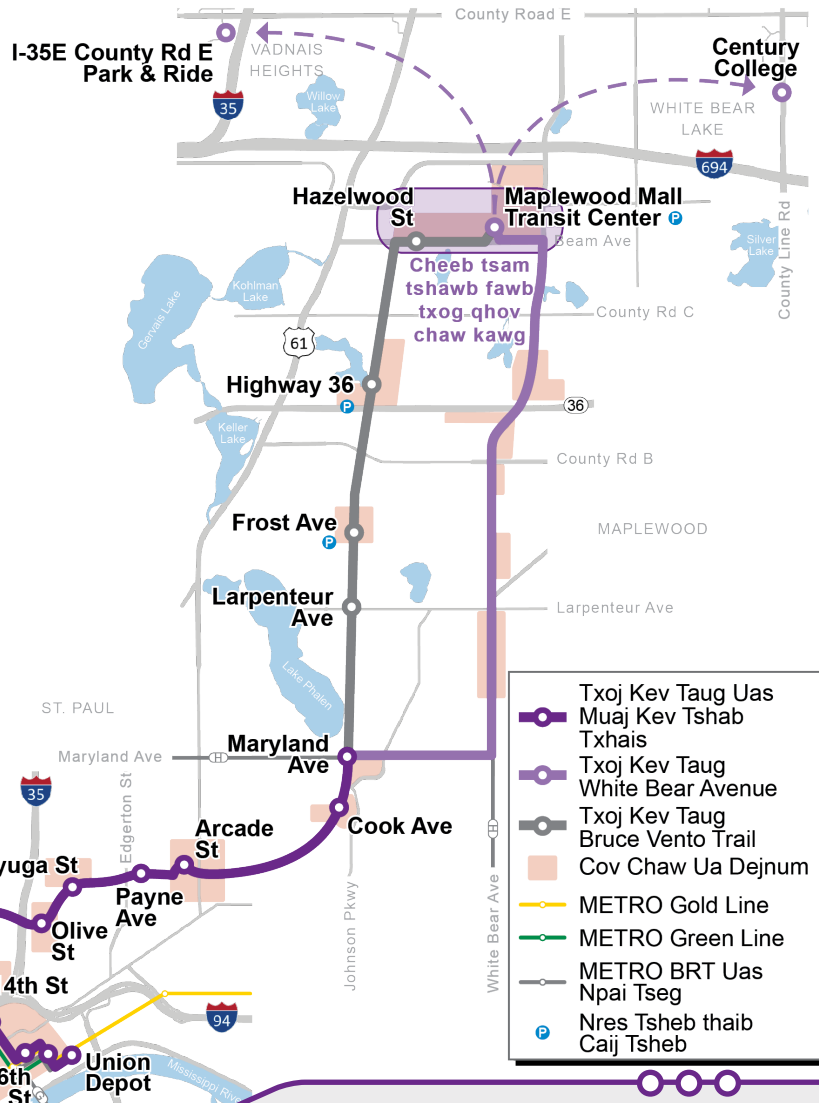 County Road E
I-35E County Rd E
Park & Ride
VADNAIS
HEIGHTS
Century
College
35
Willow
Lake
WHITE BEAR
LAKE
694
Hazelwood
St
Maplewood Mall
Transit Center P
Beam Ave
County Line Rd
Silver
Lake
Cheeb tsam
tshawb fawb
txog qhov
chaw kawg
Kohlman
Lake
Gervais Lake
County Rd C
61
Highway 36
P
36
Keller
Lake
County Rd B
Frost Ave
P
MAPLEWOOD
Larpenteur
Ave
Larpenteur Ave
Lake Phalen
ST. PAUL
Maryland Ave
H
Maryland
Ave
35
Edgerton St
Arcade
St
Cook Ave
H
yuga St
Payne
Ave
Olive
St
Johnson Pkwy
White Bear Ave
4th St
94
Union
Depot
6th
St
G
Mississippi River
Txoj Kev Taug Uas
Muaj Kev Tshab
Txhais
Txoj Kev Taug
White Bear Avenue
Txoj Kev Taug
Bruce Vento Trail
Cov Chaw Ua Dejnum
METRO Gold Line
METRO Green Line
METRO BRT Uas
Npai Tseg
P
Nres Tsheb thaib
Caij Tsheb